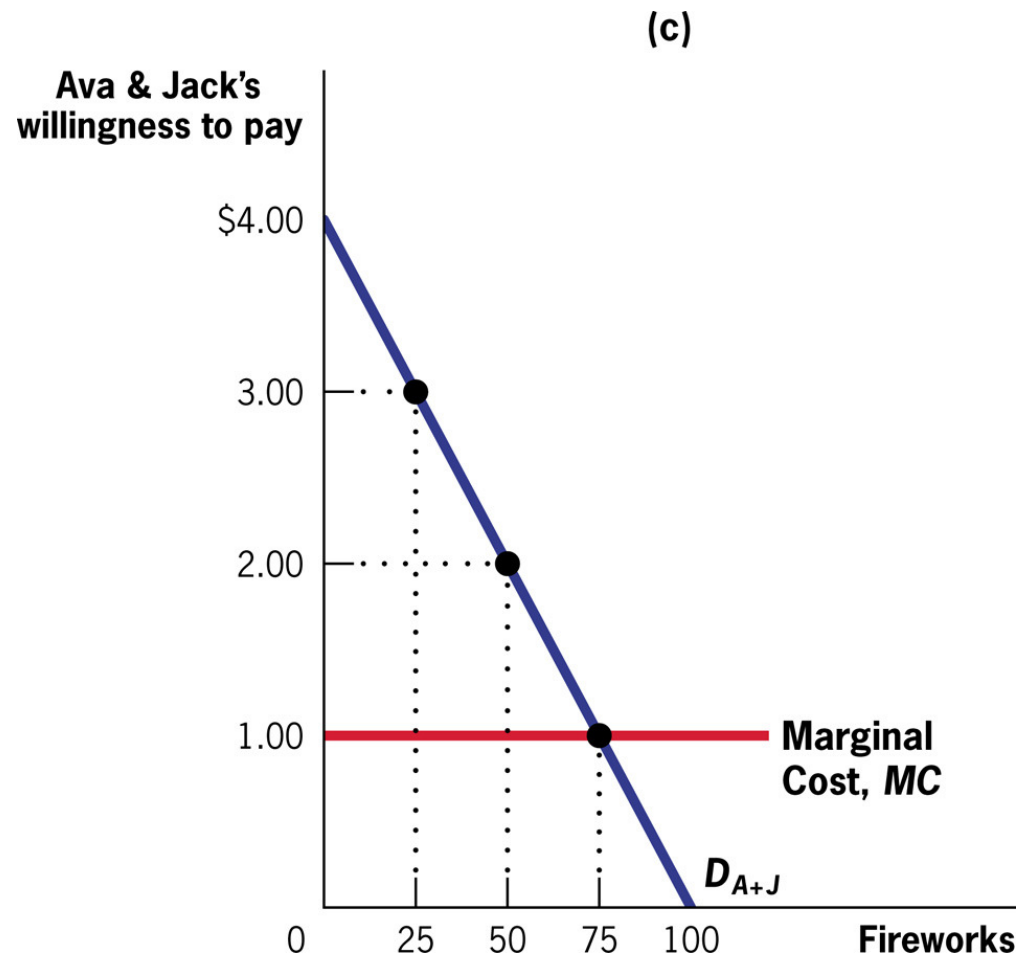 (c)
Ava & Jack's
willingness to pay
$4.00
3.00
2.00
1.00
Marginal
Cost, MC
D A+J
0 25 50 75 100 Fireworks